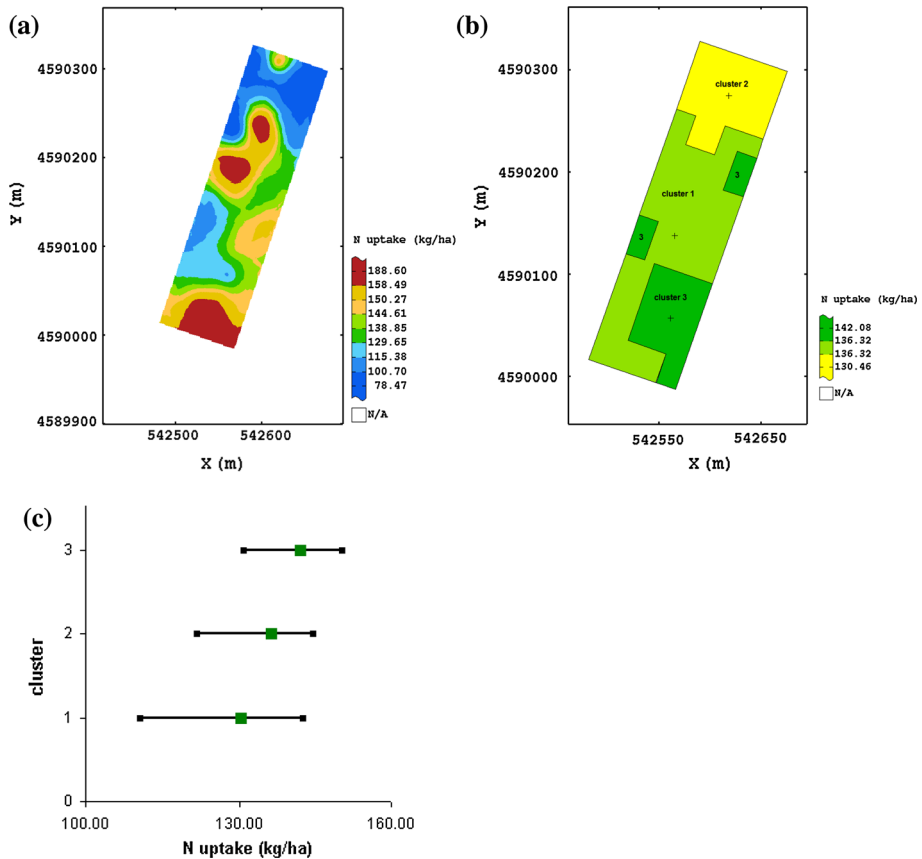 (a)
4590300
4590200
4590100
4590000
4589900
Y (m)
542500 542600
X (m)
N uptake (kg/ha)
188.60
158.49
150.27
144.61
138.85
129.65
115.38
100.70
78.47
N/A
(b)
4590300
4590200
4590100
4590000
Y (m)
cluster 2
3
cluster 1
3
cluster 3
542550 542650
X (m)
N uptake (kg/ha)
142.08
136.32
136.32
130.46
N/A
(c)
3
2
1
0
cluster
100.00 130.00 160.00
N uptake (kg/ha)